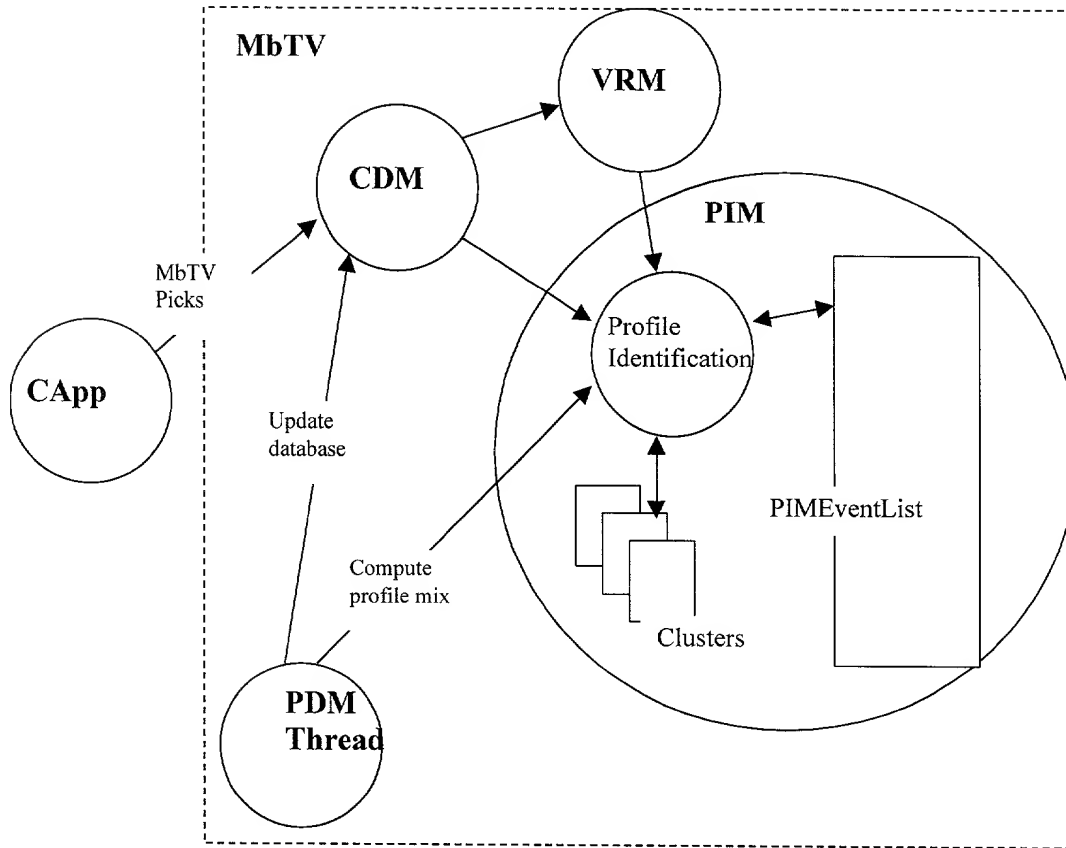 MbTV
VRM
CDM
PIM
MbTV
Picks
Profile
Identification
CApp
Update
database
PIMEventList
Compute
profile mix
Clusters
PDM
Thread